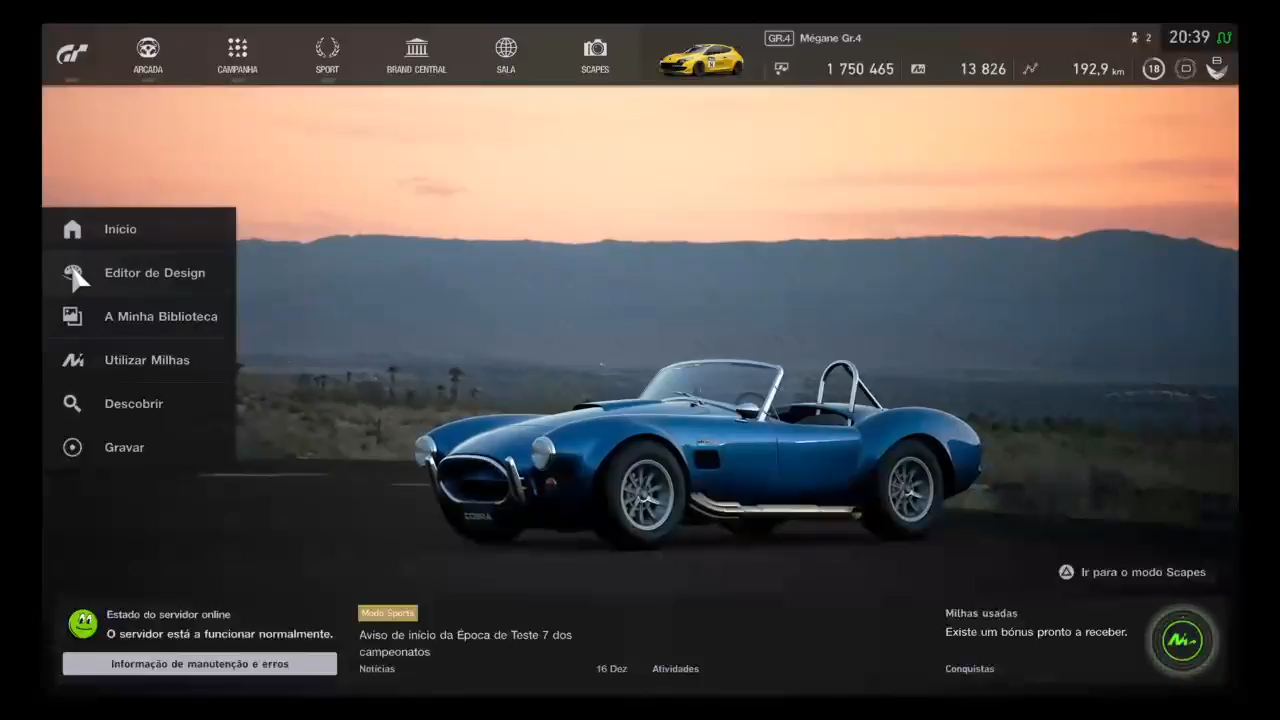 GT
ARCADA
CAMPANHA
SPORT
BRAND CENTRAL
SALA
SCAPES
GR.4 Mégane Gr.4
2
20:39
1 750 465
13 826
192,9 km
18
B
Início
Editor de Design
A Minha Biblioteca
Utilizar Milhas
Descobrir
Gravar
COBRA
Ir para o modo Scapes
Estado do servidor online
O servidor está a funcionar normalmente.
Informação de manutenção e erros
Modo Sports
Aviso de início da Época de Teste 7 dos
campeonatos
Notícias
16 Dez
Atividades
Milhas usadas
Existe um bónus pronto a receber.
Conquistas